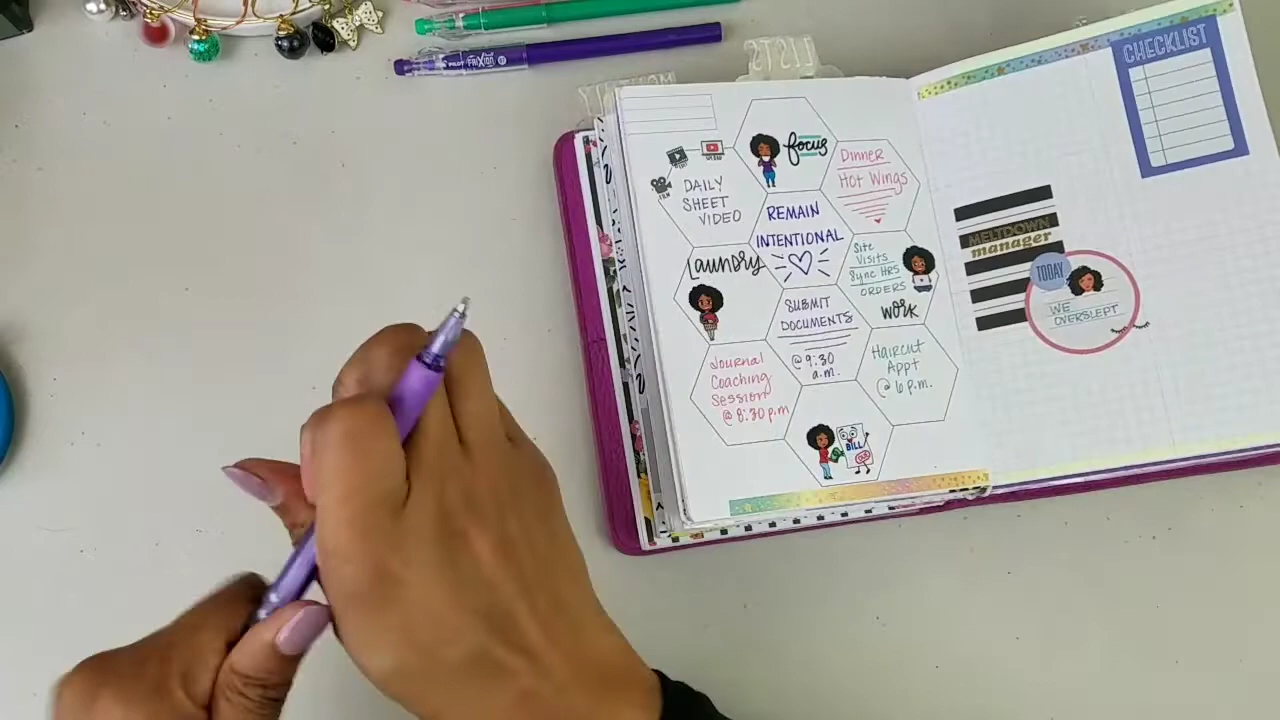 PILOT FRIXION
LISTS
focus
Dinner
Hot Wings
DAILY
SHEET
VIDEO
REMAIN
INTENTIONAL
Laundry
Site
Visits
Sync HRS
ORDERS
WORK
SUBMIT
DOCUMENTS
@ 9:30
a.m.
Journal
Coaching
Session
@ 8:30 p.m
Haircut
Appt
@ 6 p.m.
BILL
CHECKLIST
MELTDOWN
manager
TODAY
WE
OVERSLEPT